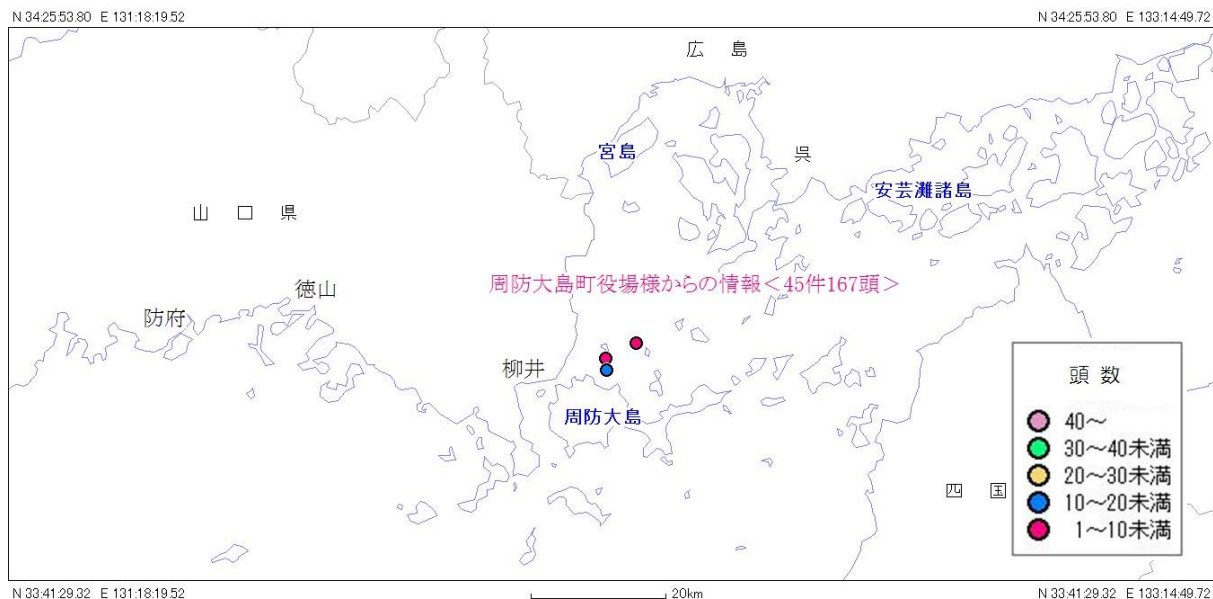 N 34:25:53.80 E 131:18:19.52
N 34:25:53.80 E 133:14:49.72
広 島
宮島
呉
安芸灘諸島
山 口 県
周防大島町役場様からの情報<45件167頭>
徳山
防府
柳井
周防大島
四 国
頭 数
40～
30～40未満
20～30未満
10～20未満
1～10未満
N 33:41:29.32 E 131:18:19.52
20km
N 33:41:29.32 E 133:14:49.72